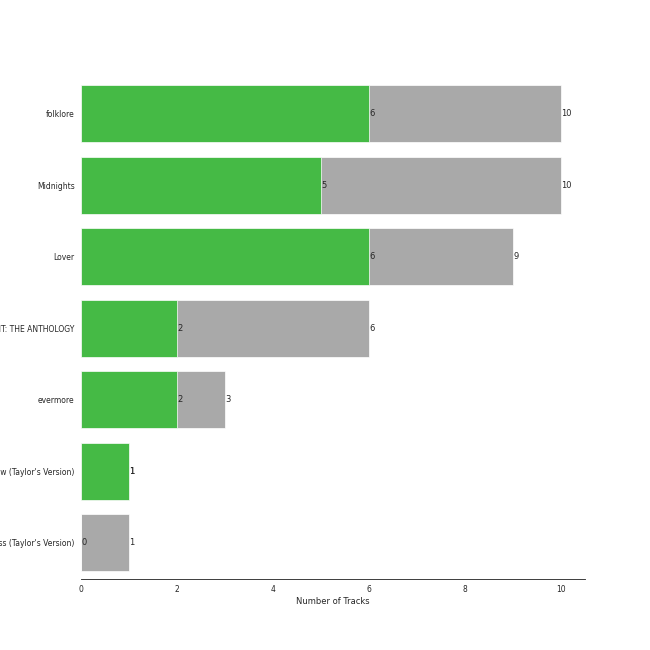 folklore 6 10
Midnights 5 10
Lover 6 9
T: THE ANTHOLOGY 2 6
evermore 2 3
w (Taylor's Version) 1
ss (Taylor's Version) 0 1
0 2 4 6 8 10
Number of Tracks